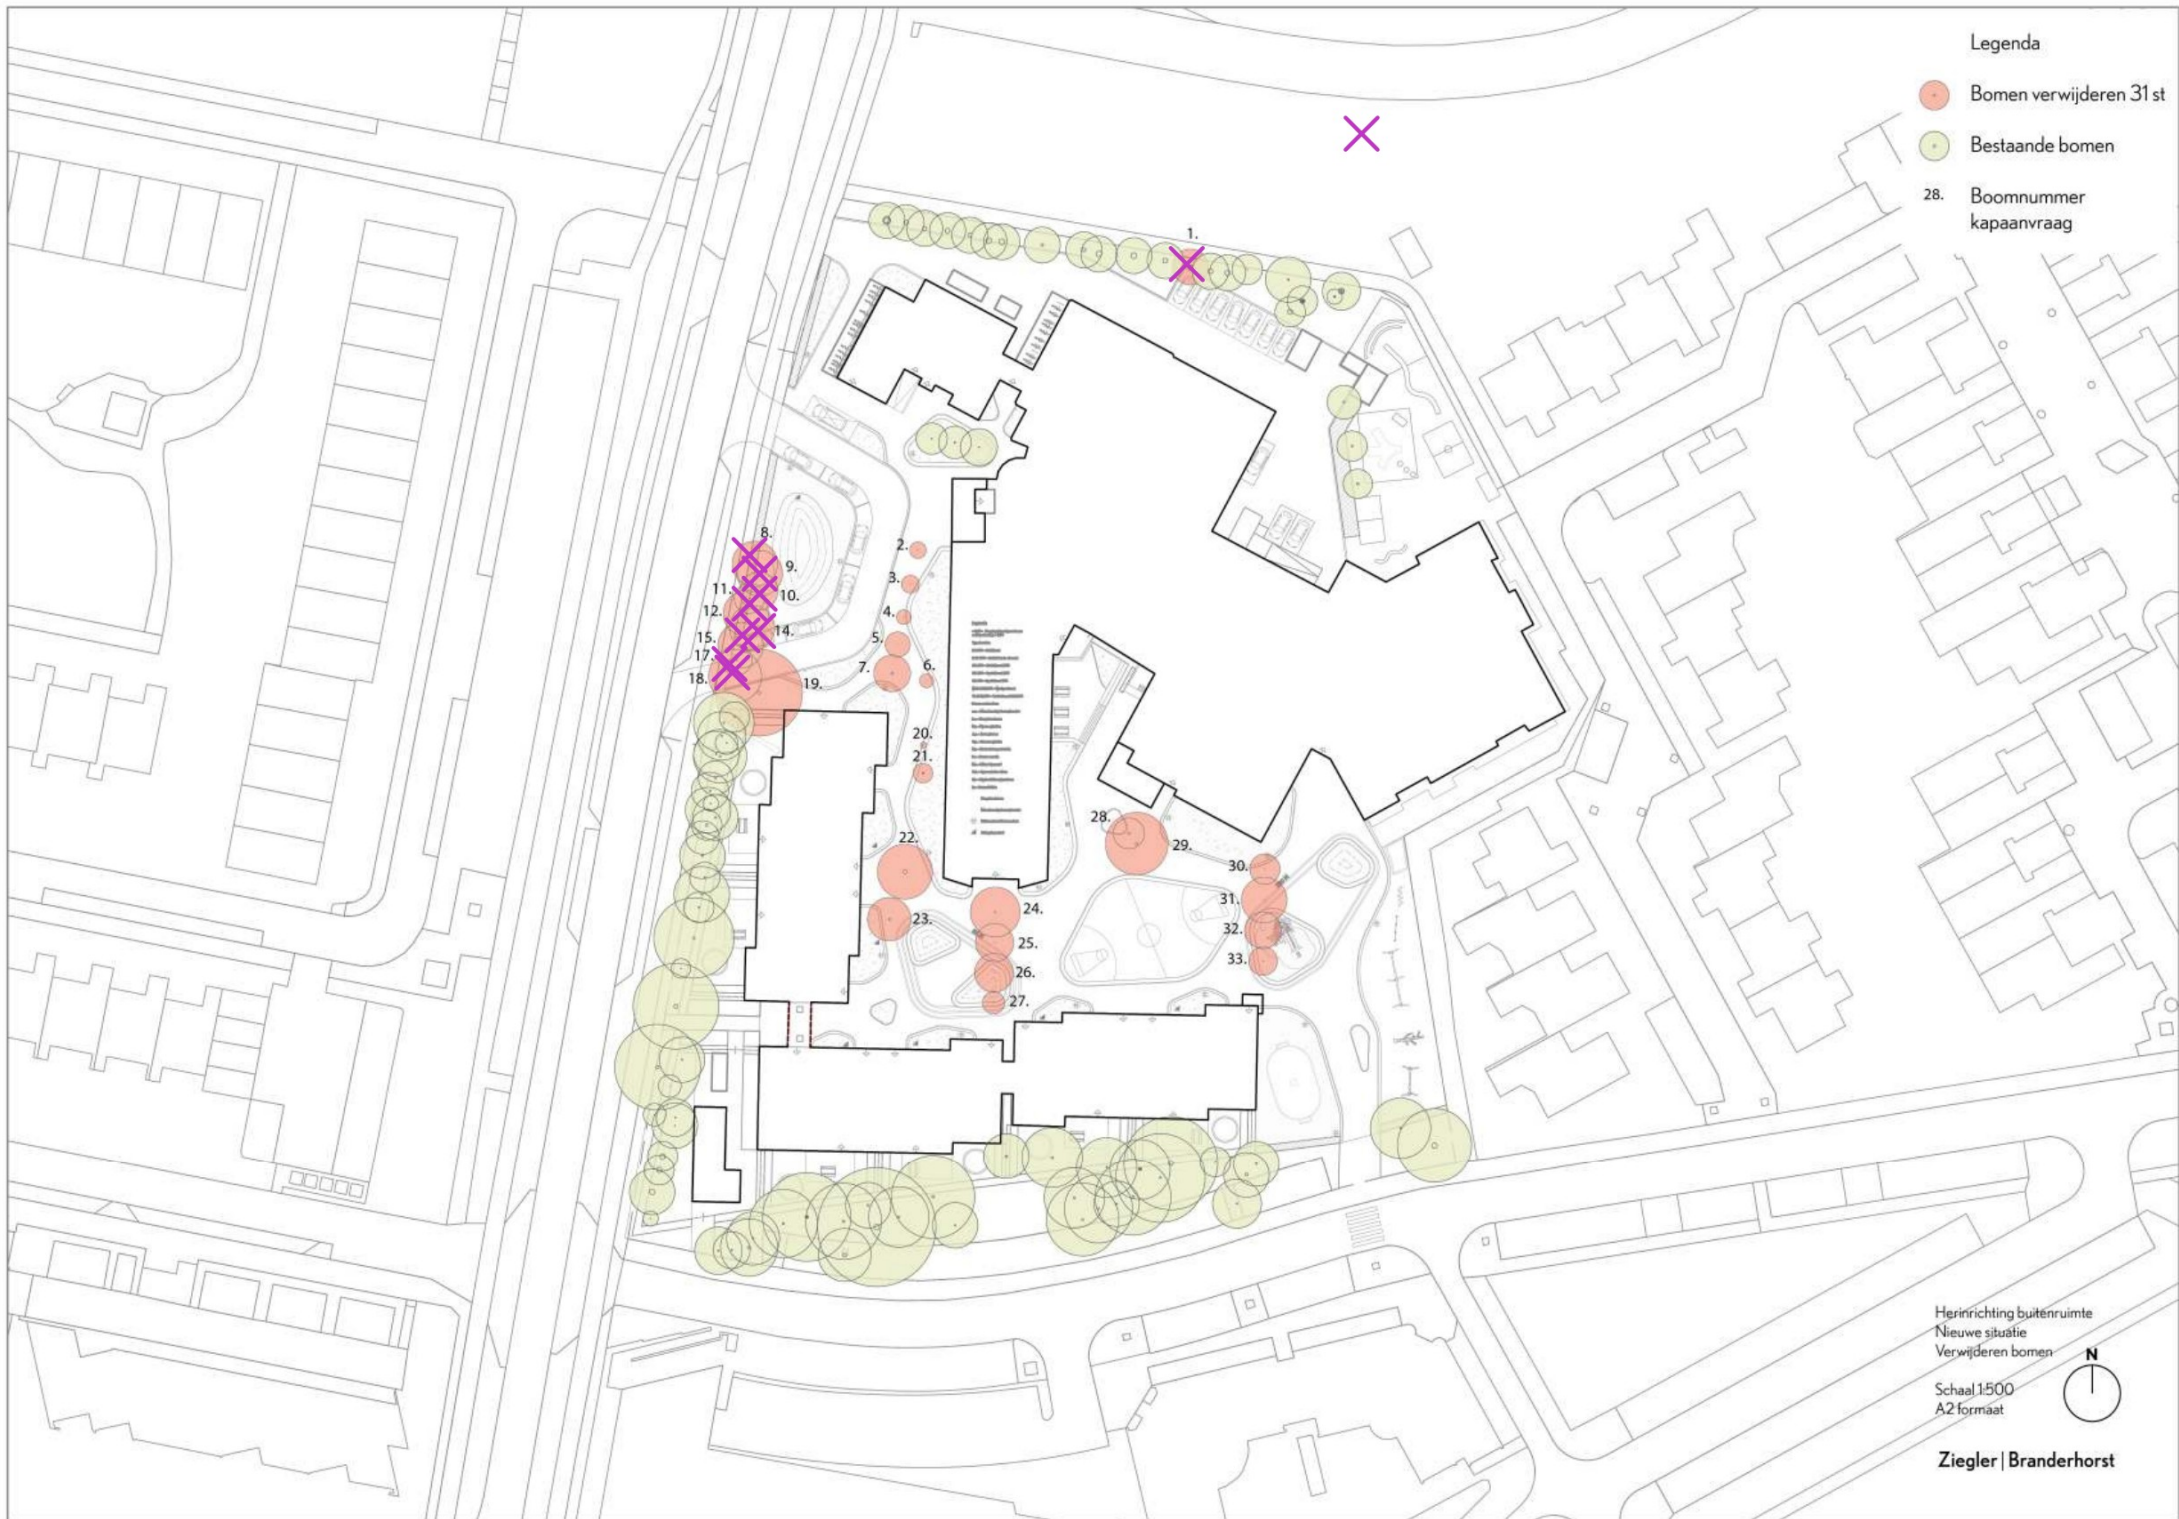 Legenda
Bomen verwijderen 31 st
Bestaande bomen
28. Boomnummer
kapaanvraag
1.
8.
2.
9.
3.
11.
10.
12.
4.
14.
15.
5.
17.
7.
6.
18.
19.
20.
21.
28.
22.
29.
30.
31.
24.
23.
32.
25.
33.
26.
27.
Herinrichting buitenruimte
Nieuwe situatie
Verwijderen bomen
N
Schaal 1:500
A2 formaat
Ziegler | Branderhorst